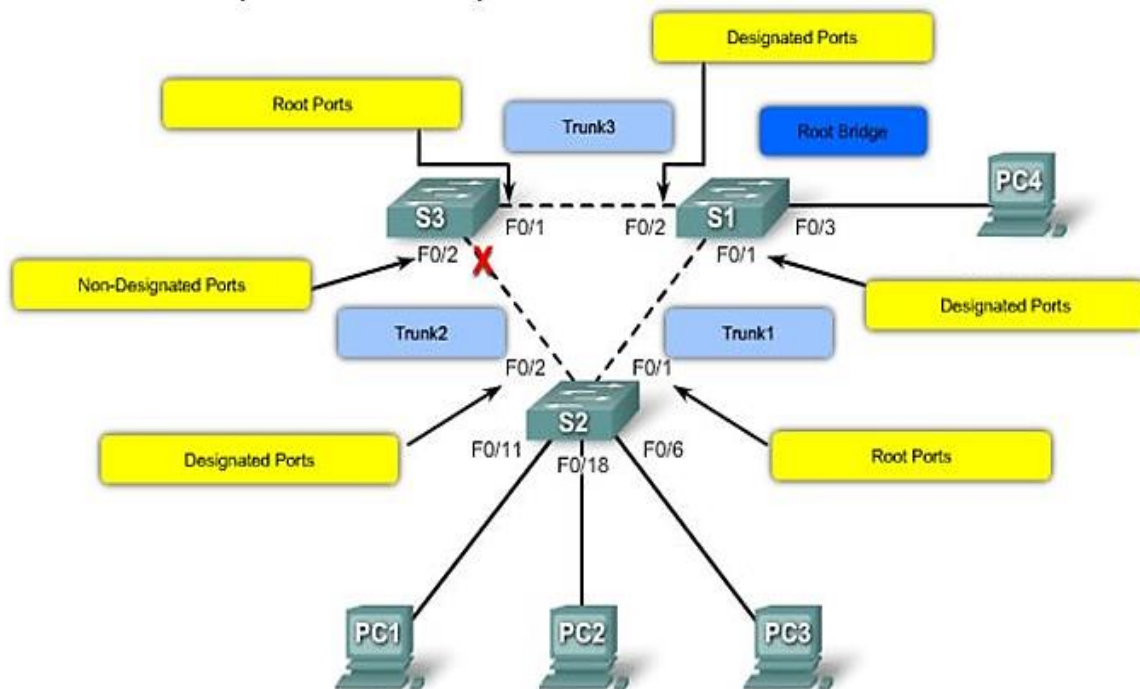 Designated Ports
Root Ports
Trunk3
Root Bridge
PC4
S3
S1
F0/1
F0/2
F0/3
F0/2
F0/1
Non-Designated Ports
Designated Ports
Trunk2
Trunk1
F0/2
F0/1
S2
Designated Ports
F0/11
F0/18
F0/6
Root Ports
PC1
PC2
PC3